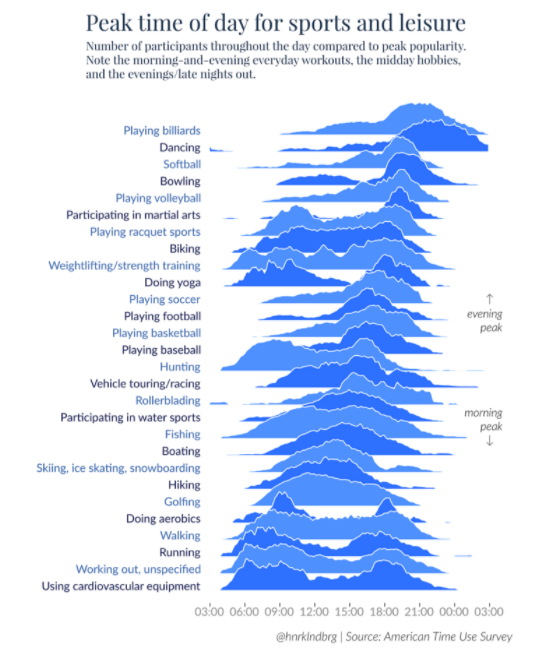 Peak time of day for sports and leisure
Number of participants throughout the day compared to peak popularity.
Note the morning-and-evening everyday workouts, the midday hobbies,
and the evenings/late nights out.
Playing billiards
Dancing
Softball
Bowling
Playing volleyball
Participating in martial arts
Playing racquet sports
Biking
Weightlifting/strength training
Doing yoga
Playing soccer
Playing football
Playing basketball
Playing baseball
Hunting
Vehicle touring/racing
Rollerblading
Participating in water sports
Fishing
Boating
Skiing, ice skating, snowboarding
Hiking
Golfing
Doing aerobics
Walking
Running
Working out, unspecified
Using cardiovascular equipment
↑
evening
peak
morning
peak
↓
03:00 06:00 09:00 12:00 15:00 18:00 21:00 00:00 03:00
@hnrklndbrg | Source: American Time Use Survey